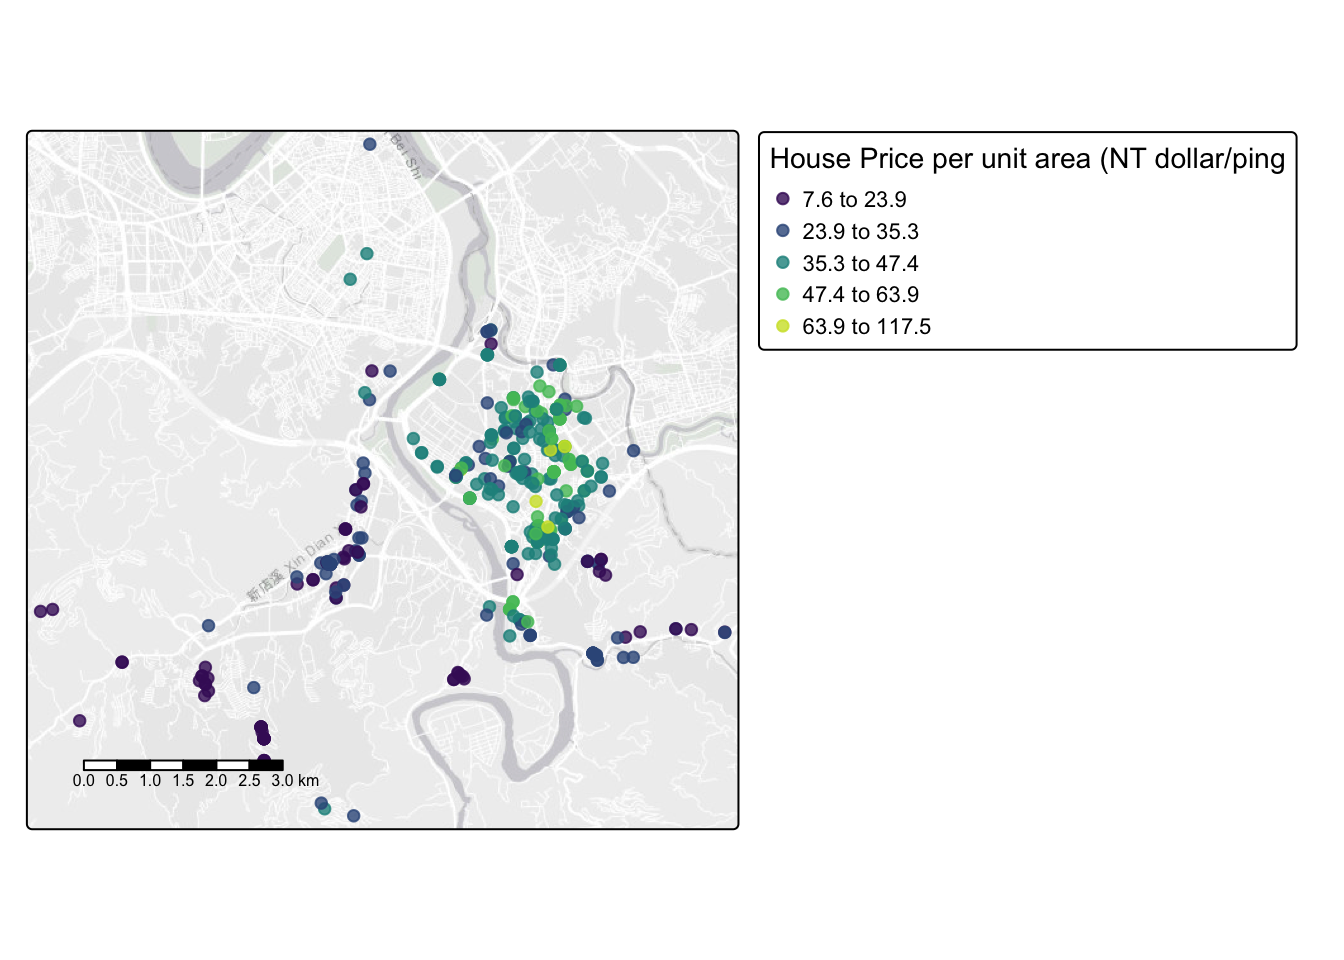 Bei Shi
House Price per unit area (NT dollar/ping
7.6 to 23.9
23.9 to 35.3
35.3 to 47.4
47.4 to 63.9
63.9 to 117.5
新店溪 Xin Dian
0.0 0.5 1.0 1.5 2.0 2.5 3.0 km